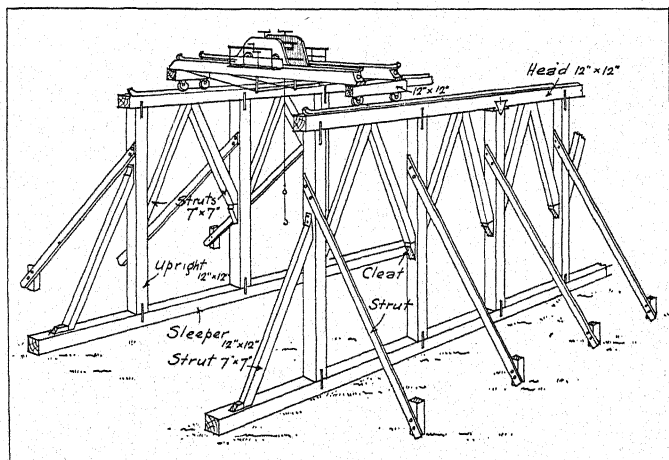 Head 12" x 12"
12" x 12"
Struts
7" x 7"
Upright 12" x 12"
Cleat
Strut
Sleeper 12" x 12"
Strut 7" x 7"